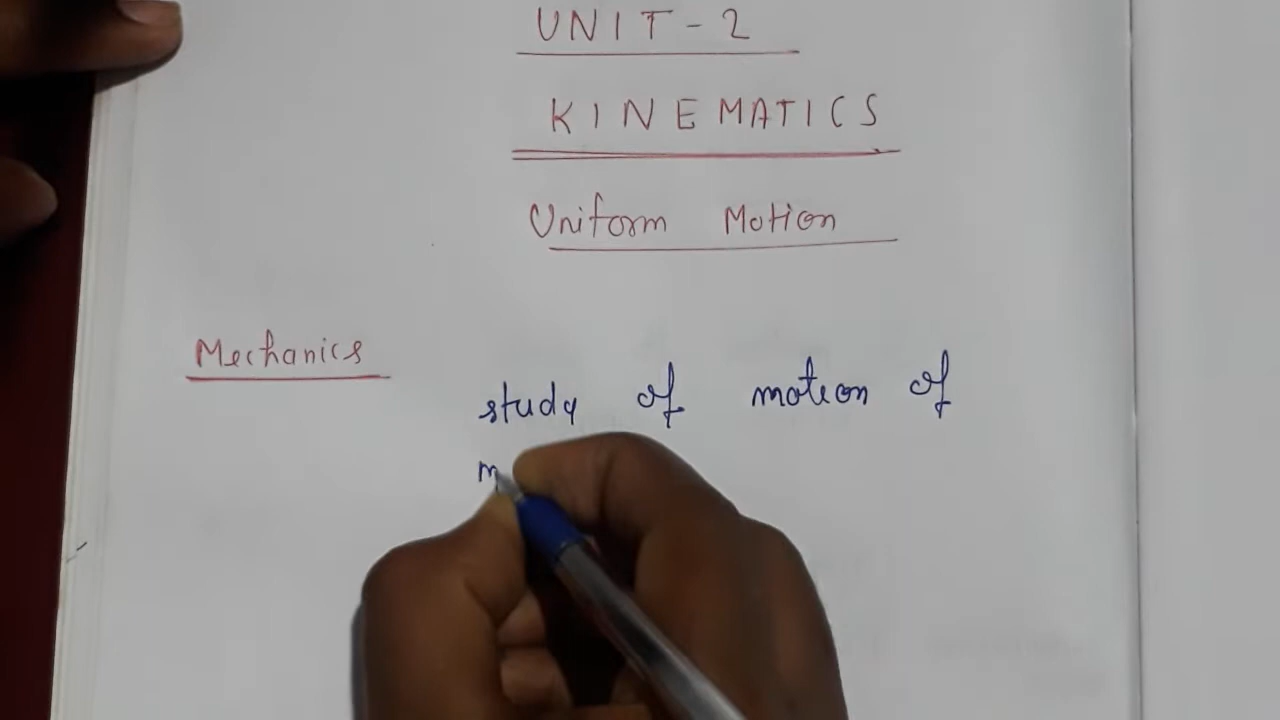 UNIT - 2
KINEMATICS
Uniform Motion
Mechanics
study of motion of
m